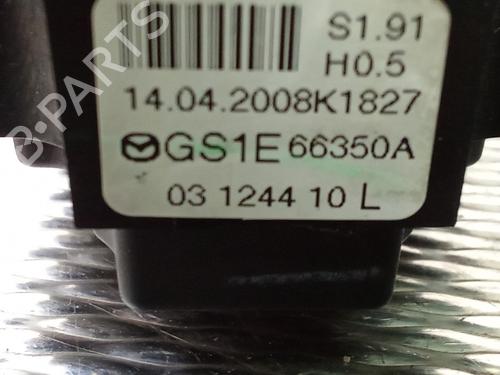 S1.91
H0.5
14.04.2008K1827
GS1E 66350A
03 1244 10 L
B-PARTS